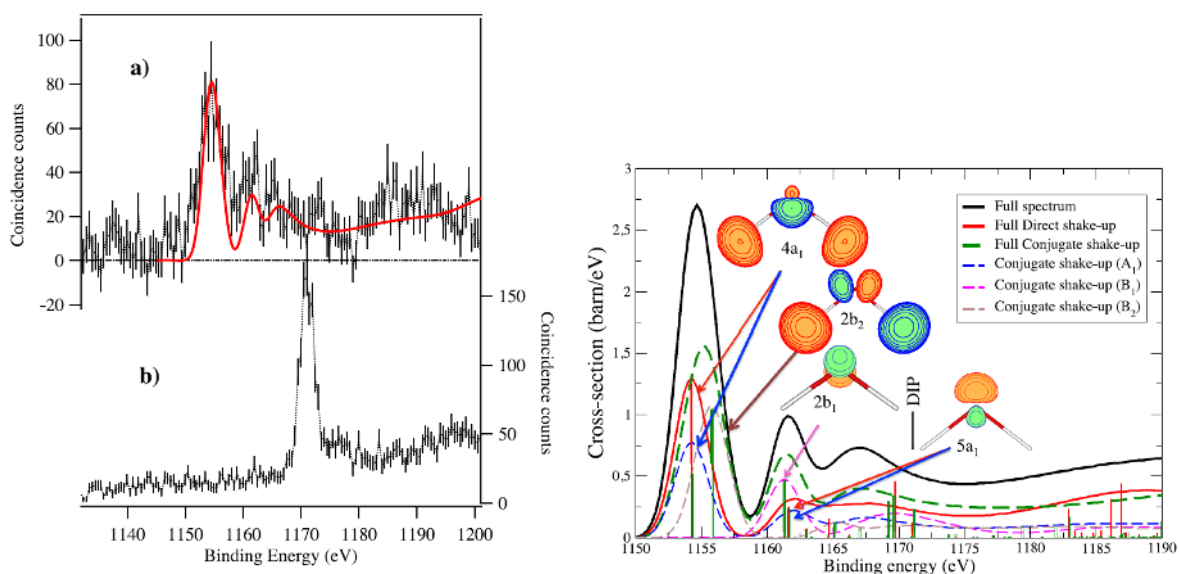 100
80
60
40
20
0
-20
Coincidence counts
a)
b)
150
100
50
0
Coincidence counts
1140
1150
1160
1170
1180
1190
1200
Binding Energy (eV)
3
2.5
2
1.5
1
0.5
0
Cross-section (barn/eV)
Full spectrum
Full Direct shake-up
Full Conjugate shake-up
Conjugate shake-up (A1)
Conjugate shake-up (B1)
Conjugate shake-up (B2)
4a1
2b2
2b1
DIP
5a1
1150
1155
1160
1165
1170
1175
1180
1185
1190
Binding energy (eV)